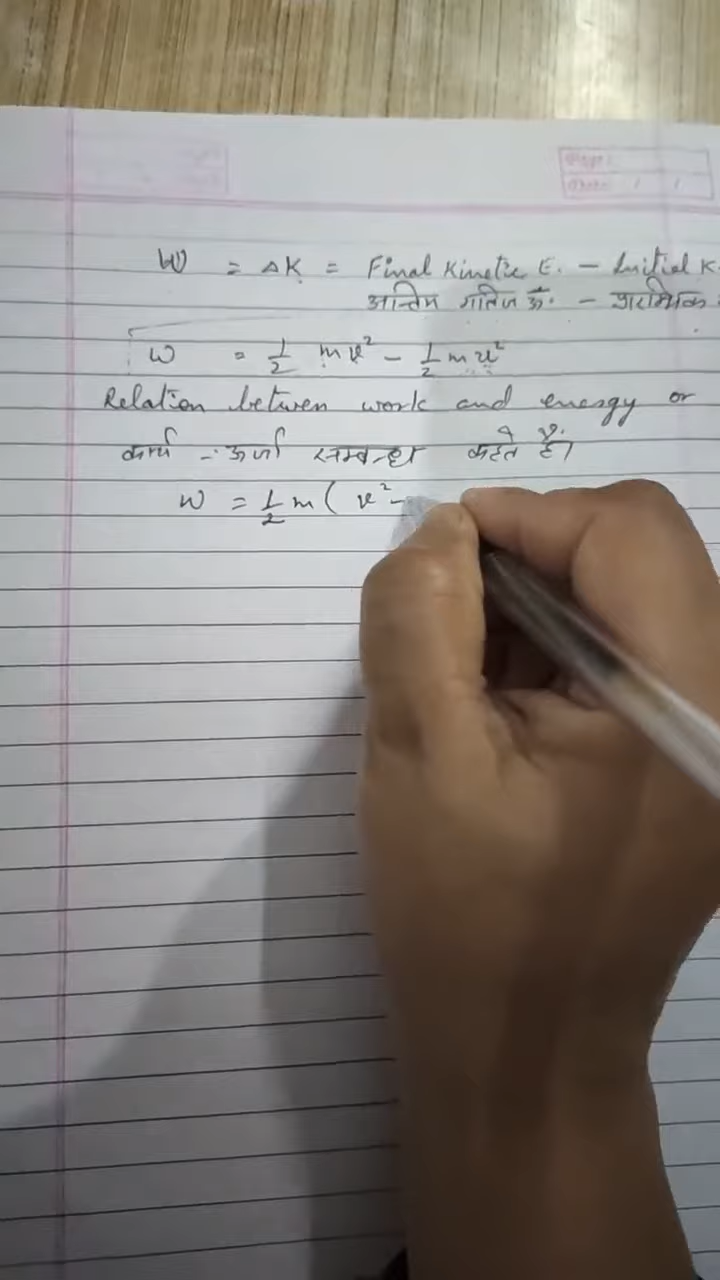 W = ΔK = Final Kinetic E. - Initial K.
अन्तिम गतिज ऊ. - प्रारम्भिक
W = 1/2 mv² - 1/2 mu²
Relation between work and energy or
कार्य - ऊर्जा सम्बन्ध कहते है।
W = 1/2 m ( v² -